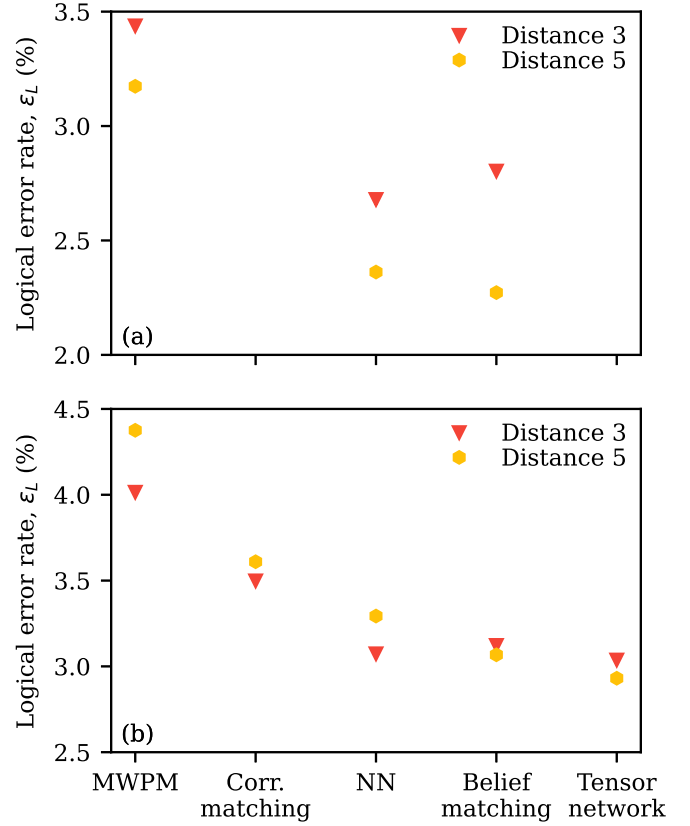 3.5
3.0
2.5
2.0
Logical error rate, ε_L (%)
Distance 3
Distance 5
(a)
4.5
4.0
3.5
3.0
2.5
Logical error rate, ε_L (%)
Distance 3
Distance 5
(b)
MWPM
Corr.
matching
NN
Belief
matching
Tensor
network